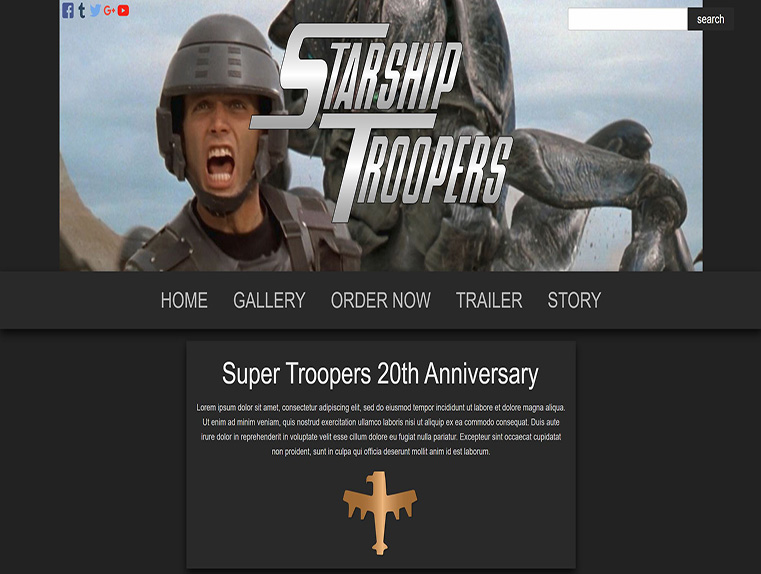 search
STARSHIP
TROOPERS
HOME GALLERY ORDER NOW TRAILER STORY
Super Troopers 20th Anniversary
Lorem ipsum dolor sit amet, consectetur adipiscing elit, sed do eiusmod tempor incididunt ut labore et dolore magna aliqua.
Ut enim ad minim veniam, quis nostrud exercitation ullamco laboris nisi ut aliquip ex ea commodo consequat. Duis aute
irure dolor in reprehenderit in voluptate velit esse cillum dolore eu fugiat nulla pariatur. Excepteur sint occaecat cupidatat
non proident, sunt in culpa qui officia deserunt mollit anim id est laborum.